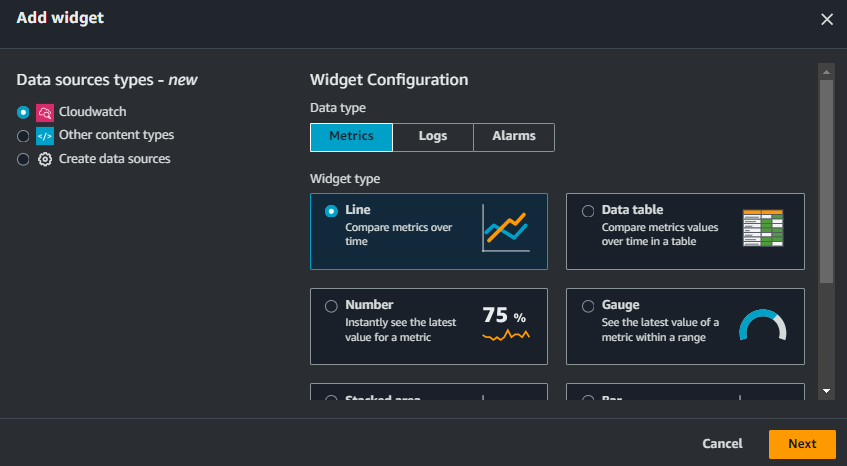 Add widget
Data sources types - new
Cloudwatch
Other content types
Create data sources
Widget Configuration
Data type
Metrics
Logs
Alarms
Widget type
Line
Compare metrics over
time
Data table
Compare metrics values
over time in a table
Number
Instantly see the latest
value for a metric
75 %
Gauge
See the latest value of a
metric within a range
Stacked area
Bar
Cancel
Next